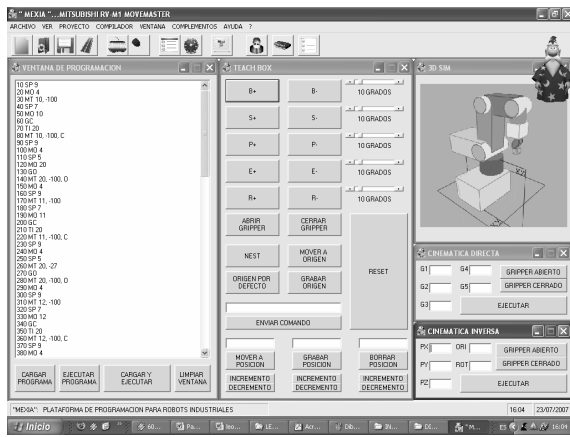 " MEXIA "...MITSUBISHI RV-M1 MOVEMASTER
ARCHIVO VER PROYECTO COMPILADOR VENTANA COMPLEMENTOS AYUDA ?
VENTANA DE PROGRAMACION
10 SP 9
20 MO 4
30 MT 10, -100
40 SP 7
50 MO 10
60 GC
70 TI 20
80 MT 10, -100, C
90 SP 9
100 MO 4
110 SP 5
120 MO 20
130 GO
140 MT 20, -100, O
150 MO 4
160 SP 9
170 MT 11, -100
180 SP 7
190 MO 11
200 GC
210 TI 20
220 MT 11, -100, C
230 SP 9
240 MO 4
250 SP 5
260 MT 20, -27
270 GO
280 MT 20, -100, O
290 MO 4
300 SP 9
310 MT 12, -100
320 SP 7
330 MO 12
340 GC
350 TI 20
360 MT 12, -100, C
370 SP 9
380 MO 4
CARGAR PROGRAMA
EJECUTAR PROGRAMA
CARGAR Y EJECUTAR
LIMPIAR VENTANA
TEACH BOX
B+ B- 10 GRADOS
S+ S- 10 GRADOS
P+ P- 10 GRADOS
E+ E- 10 GRADOS
R+ R- 10 GRADOS
ABRIR GRIPPER
CERRAR GRIPPER
NEST
MOVER A ORIGEN
RESET
ORIGEN POR DEFECTO
GRABAR ORIGEN
ENVIAR COMANDO
MOVER A POSICION
GRABAR POSICION
BORRAR POSICION
INCREMENTO DECREMENTO
INCREMENTO DECREMENTO
INCREMENTO DECREMENTO
3D SIM
CINEMATICA DIRECTA
G1 G4 GRIPPER ABIERTO
G2 G5 GRIPPER CERRADO
G3 EJECUTAR
CINEMATICA INVERSA
PX ORI GRIPPER ABIERTO
PY ROT GRIPPER CERRADO
PZ EJECUTAR
"MEXIA": PLATAFORMA DE PROGRAMACION PARA ROBOTS INDUSTRIALES 16:04 23/07/2007
Inicio 60... Pa... leo... LE... Acr... Dib... IN... DE... "M... ES 16:04